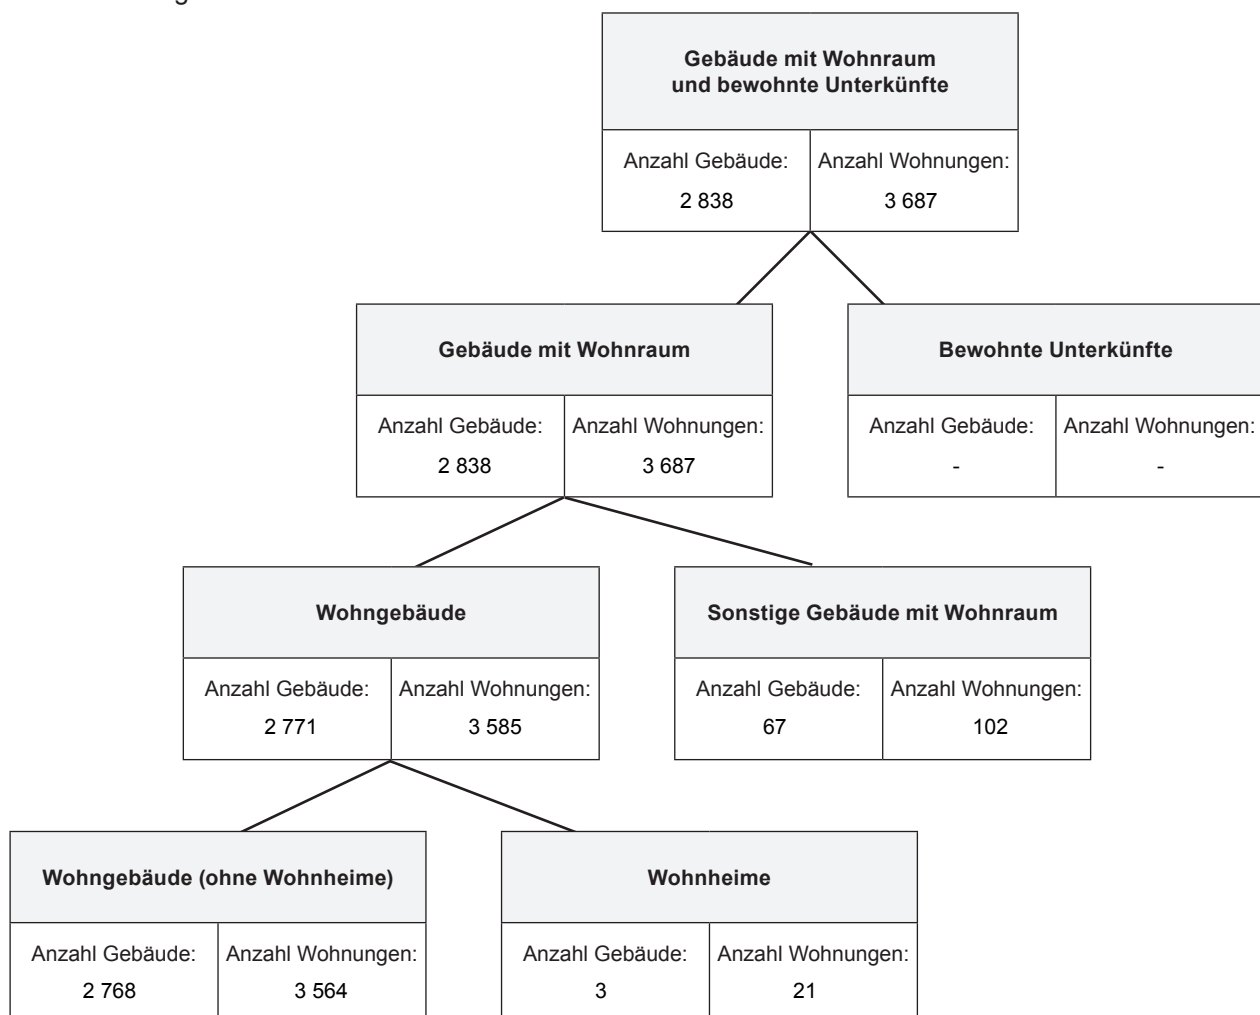 Gebäude mit Wohnraum
und bewohnte Unterkünfte
Anzahl Gebäude: Anzahl Wohnungen:
2 838 3 687
Gebäude mit Wohnraum
Anzahl Gebäude: Anzahl Wohnungen:
2 838 3 687
Bewohnte Unterkünfte
Anzahl Gebäude: Anzahl Wohnungen:
- -
Wohngebäude
Anzahl Gebäude: Anzahl Wohnungen:
2 771 3 585
Sonstige Gebäude mit Wohnraum
Anzahl Gebäude: Anzahl Wohnungen:
67 102
Wohngebäude (ohne Wohnheime)
Anzahl Gebäude: Anzahl Wohnungen:
2 768 3 564
Wohnheime
Anzahl Gebäude: Anzahl Wohnungen:
3 21